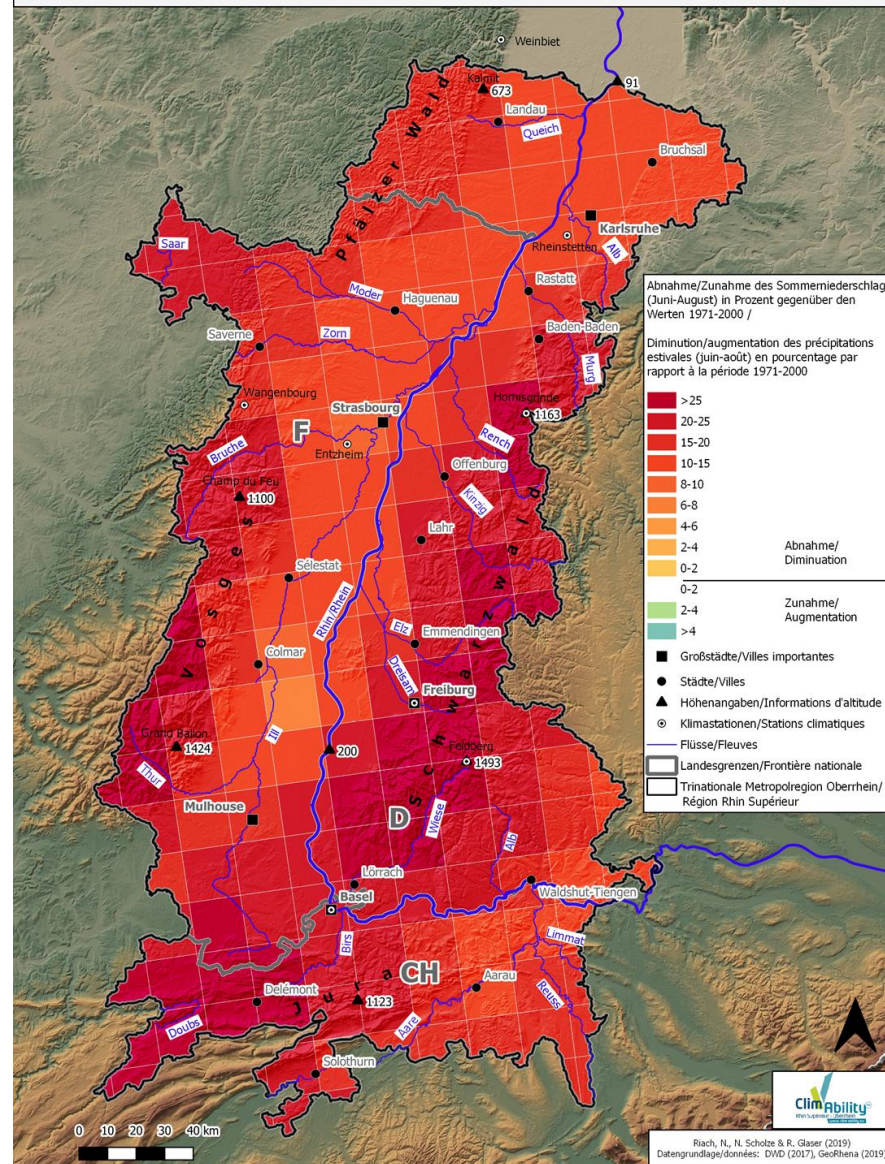 Weinbiet
Kalmit
673
91
Landau
Queich
Bruchsal
Pfälzer Wald
Karlsruhe
Rheinstetten
Alb
Saar
Rastatt
Moder
Haguenau
Baden-Baden
Saverne
Zorn
Murg
Wangenbourg
Hornisgrinde
1163
Strasbourg
F
Entzheim
Bruche
Rench
Offenburg
Kinzig
Champ du Feu
1100
Lahr
Schwarzwald
Vosges
Sélestat
Rhin/Rhein
Elz
Emmendingen
Colmar
Dreisam
Freiburg
Ill
Grand Ballon
1424
200
Feldberg
1493
Thur
Mulhouse
D
Wiese
Alb
Lörrach
Waldshut-Tiengen
Basel
Birs
Limmat
CH
Jura
Aarau
Delémont
1123
Reuss
Doubs
Aare
Solothurn
Abnahme/Zunahme des Sommerniederschlag
(Juni-August) in Prozent gegenüber den
Werten 1971-2000 /
Diminution/augmentation des précipitations
estivales (juin-août) en pourcentage par
rapport à la période 1971-2000
>25
20-25
15-20
10-15
8-10
6-8
4-6
2-4
0-2
Abnahme/
Diminuation
0-2
2-4
>4
Zunahme/
Augmentation
Großstädte/Villes importantes
Städte/Villes
Höhenangaben/Informations d'altitude
Klimastationen/Stations climatiques
Flüsse/Fleuves
Landesgrenzen/Frontière nationale
Trinationale Metropolregion Oberrhein/
Région Rhin Supérieur
0 10 20 30 40 km
ClimAbility
Rhin Supérieur - Oberrhein
Riach, N., N. Scholze & R. Glaser (2019)
Datengrundlage/données: DWD (2017), GeoRhena (2019)